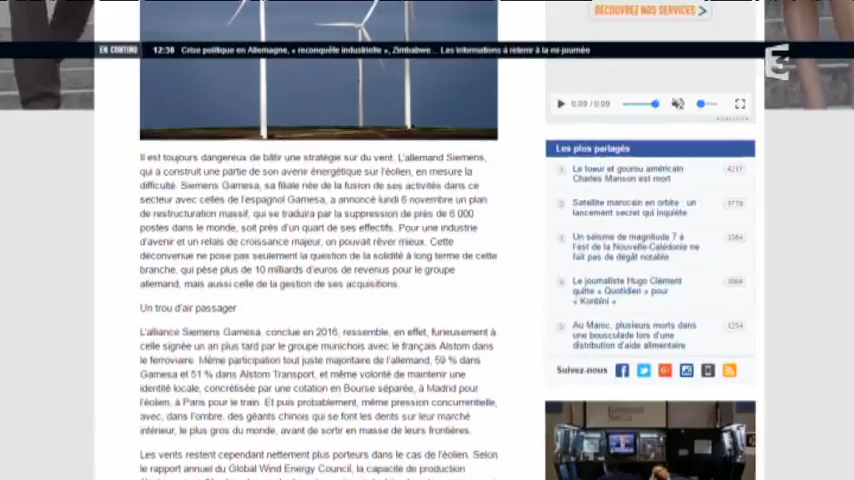 DÉCOUVREZ NOS SERVICES >
EN CONTINU 12:38 Crise politique en Allemagne, « reconquête industrielle », Zimbabwe... Les informations à retenir à la mi-journée
3
0:00 / 0:00
Il est toujours dangereux de bâtir une stratégie sur du vent. L'allemand Siemens,
qui a construit une partie de son avenir énergétique sur l'éolien, en mesure la
difficulté. Siemens Gamesa, sa filiale née de la fusion de ses activités dans ce
secteur avec celles de l'espagnol Gamesa, a annoncé lundi 6 novembre un plan
de restructuration massif, qui se traduira par la suppression de près de 6 000
postes dans le monde, soit près d'un quart de ses effectifs. Pour une industrie
d'avenir et un relais de croissance majeur, on pouvait rêver mieux. Cette
déconvenue ne pose pas seulement la question de la solidité à long terme de cette
branche, qui pèse plus de 10 milliards d'euros de revenus pour le groupe
allemand, mais aussi celle de la gestion de ses acquisitions.
Un trou d'air passager
L'alliance Siemens Gamesa, conclue en 2016, ressemble, en effet, furieusement à
celle signée un an plus tard par le groupe munichois avec le français Alstom dans
le ferroviaire. Même participation tout juste majoritaire de l'allemand, 59 % dans
Gamesa et 51 % dans Alstom Transport, et même volonté de maintenir une
identité locale, concrétisée par une cotation en Bourse séparée, à Madrid pour
l'éolien, à Paris pour le train. Et puis probablement, même pression concurrentielle,
avec, dans l'ombre, des géants chinois qui se font les dents sur leur marché
intérieur, le plus gros du monde, avant de sortir en masse de leurs frontières.
Les vents restent cependant nettement plus porteurs dans le cas de l'éolien. Selon
le rapport annuel du Global Wind Energy Council, la capacité de production
Les plus partagés
1 Le tueur et gourou américain
Charles Manson est mort
4217
2 Satellite marocain en orbite : un
lancement secret qui inquiète
3 Un séisme de magnitude 7 à
l'est de la Nouvelle-Calédonie ne
fait pas de dégât notable
4 Le journaliste Hugo Clément
quitte « Quotidien » pour
« Konbini »
5 Au Maroc, plusieurs morts dans
une bousculade lors d'une
distribution d'aide alimentaire
1254
Suivez-nous